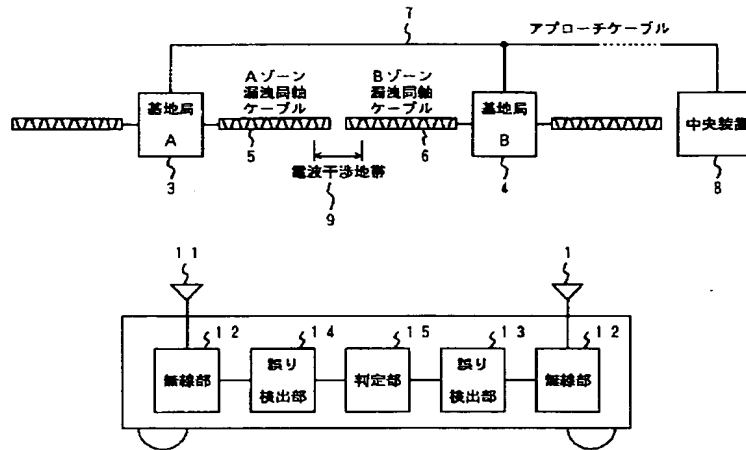 7
アプローチケーブル
基地局
A
3
Aゾーン
漏洩同軸
ケーブル
5
Bゾーン
漏洩同軸
ケーブル
6
基地局
B
4
中央装置
8
電波干渉地帯
9
11
1
12
無線部
14
誤り
検出部
15
判定部
13
誤り
検出部
12
無線部